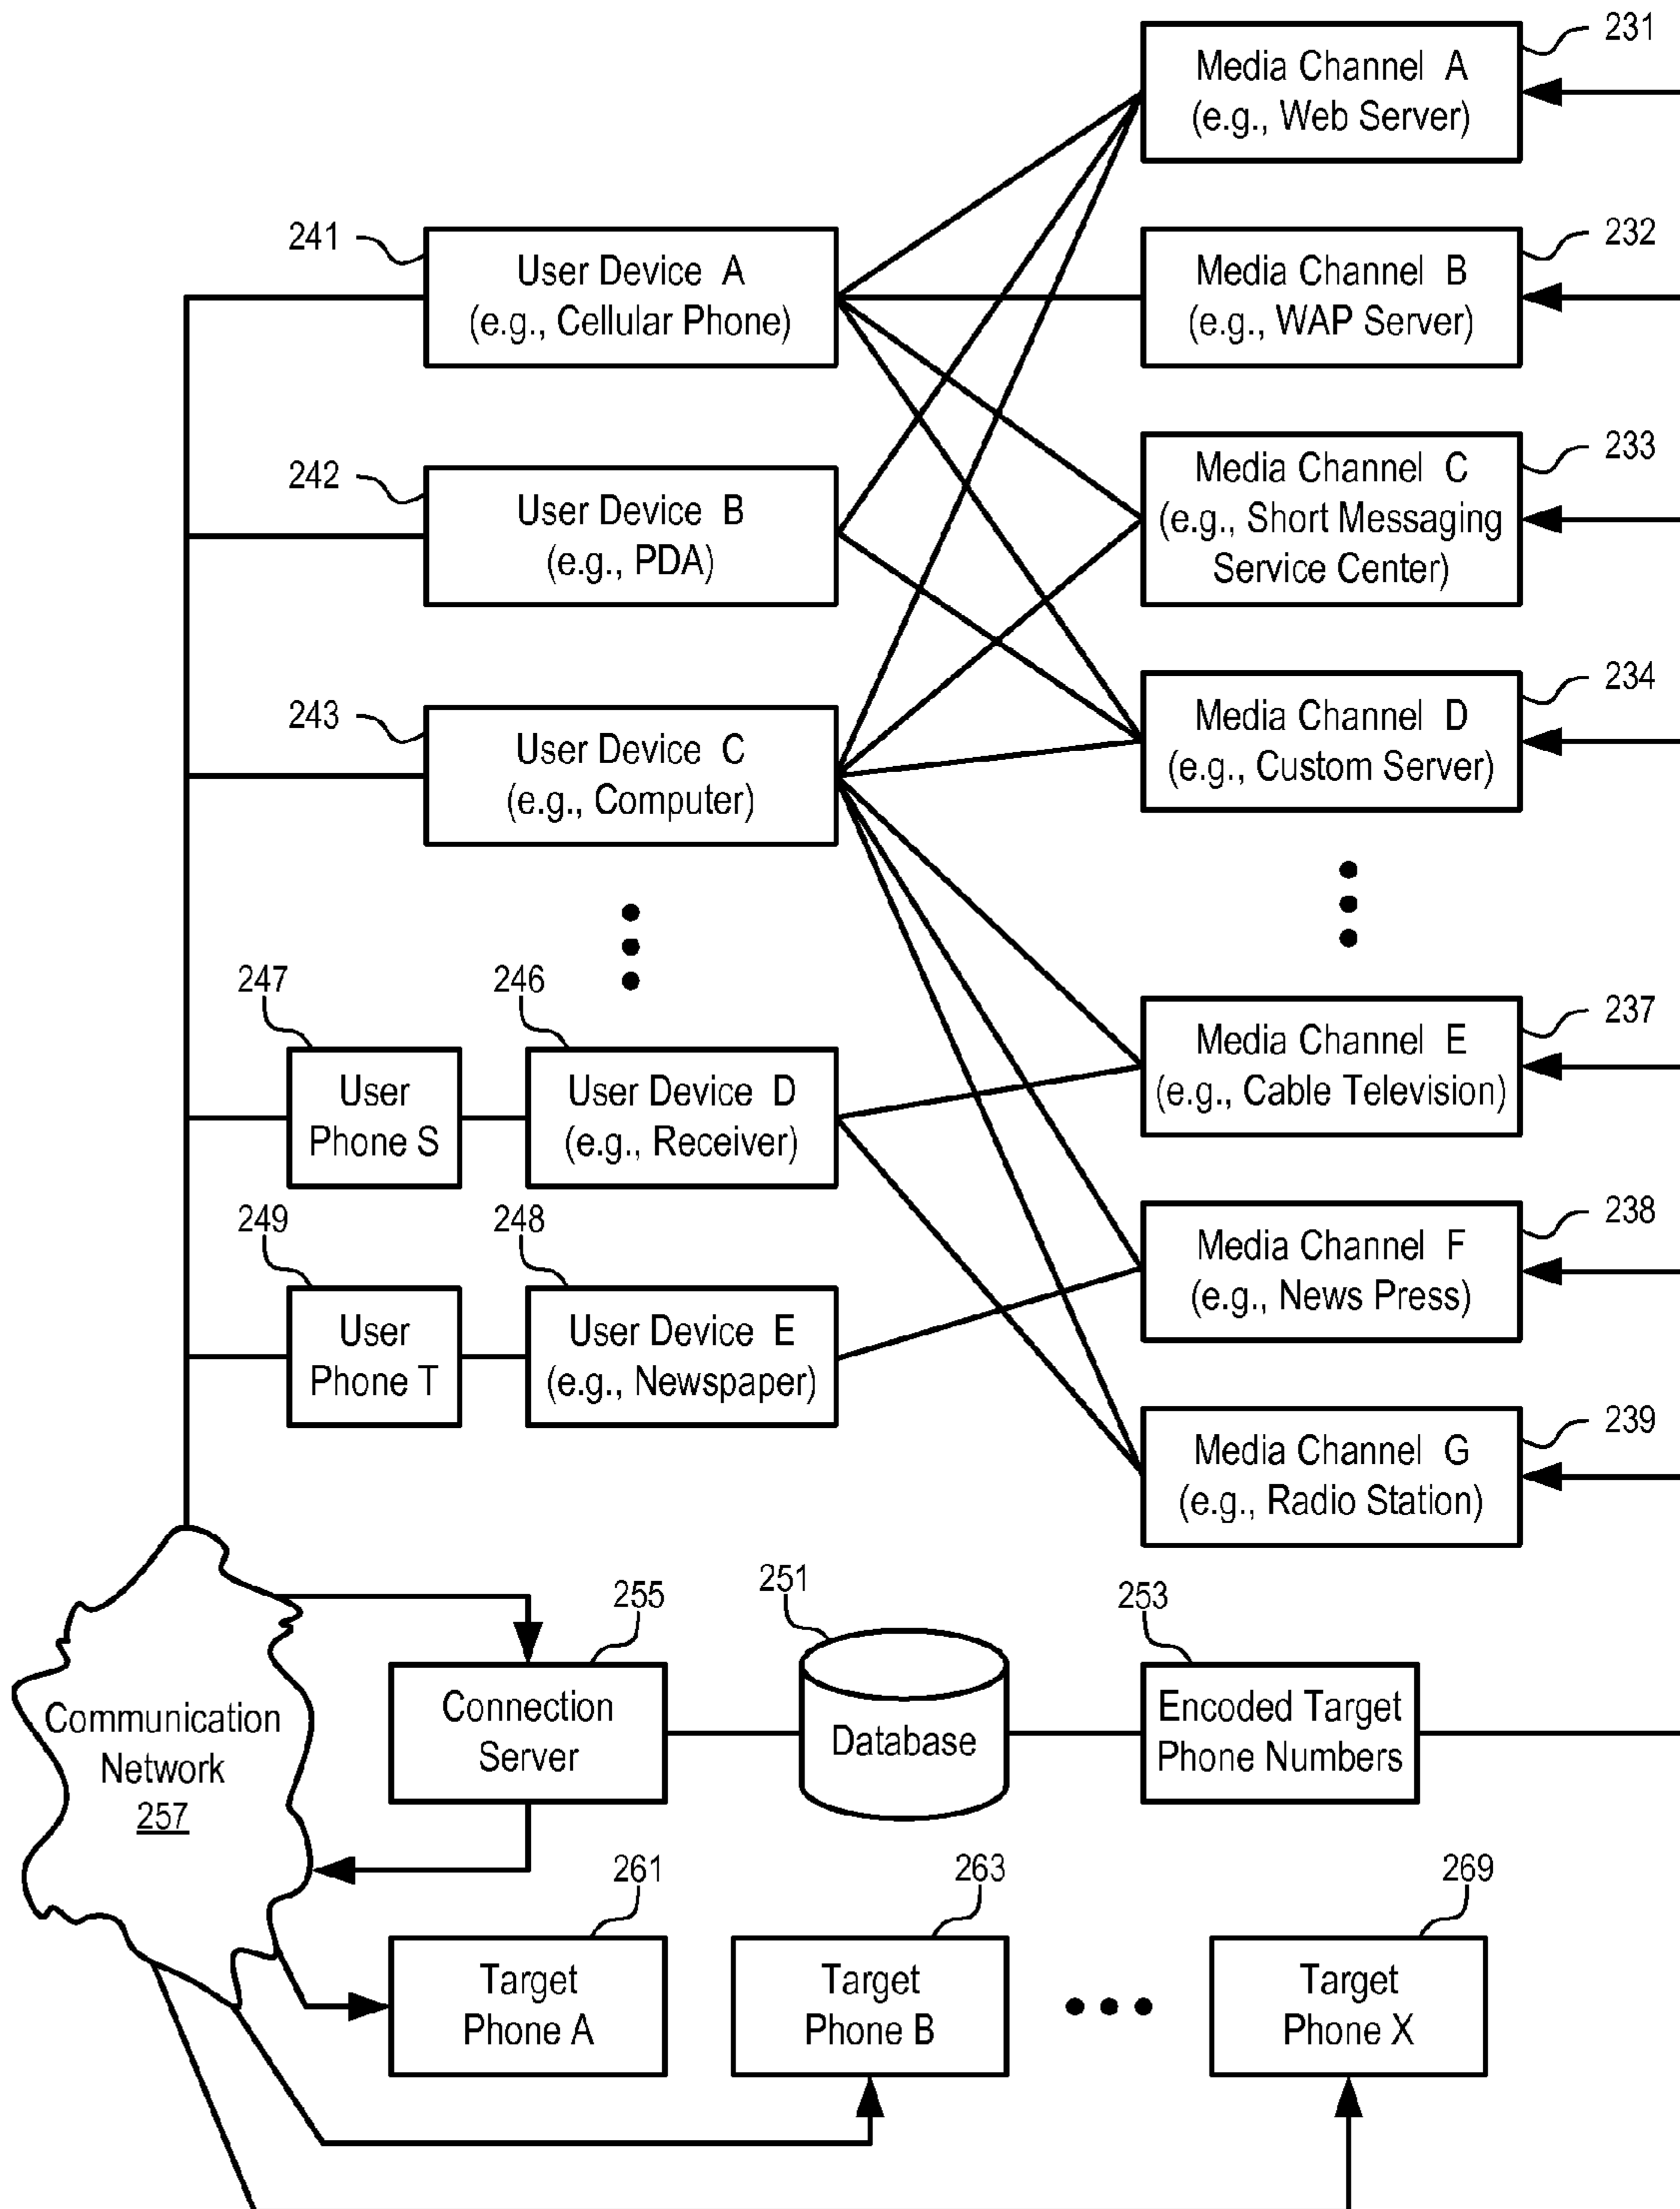 231
Media Channel A
(e.g., Web Server)
241
User Device A
(e.g., Cellular Phone)
232
Media Channel B
(e.g., WAP Server)
242
User Device B
(e.g., PDA)
233
Media Channel C
(e.g., Short Messaging
Service Center)
243
User Device C
(e.g., Computer)
234
Media Channel D
(e.g., Custom Server)
247
User
Phone S
246
User Device D
(e.g., Receiver)
237
Media Channel E
(e.g., Cable Television)
249
User
Phone T
248
User Device E
(e.g., Newspaper)
238
Media Channel F
(e.g., News Press)
239
Media Channel G
(e.g., Radio Station)
Communication
Network
257
255
Connection
Server
251
Database
253
Encoded Target
Phone Numbers
261
Target
Phone A
263
Target
Phone B
269
Target
Phone X